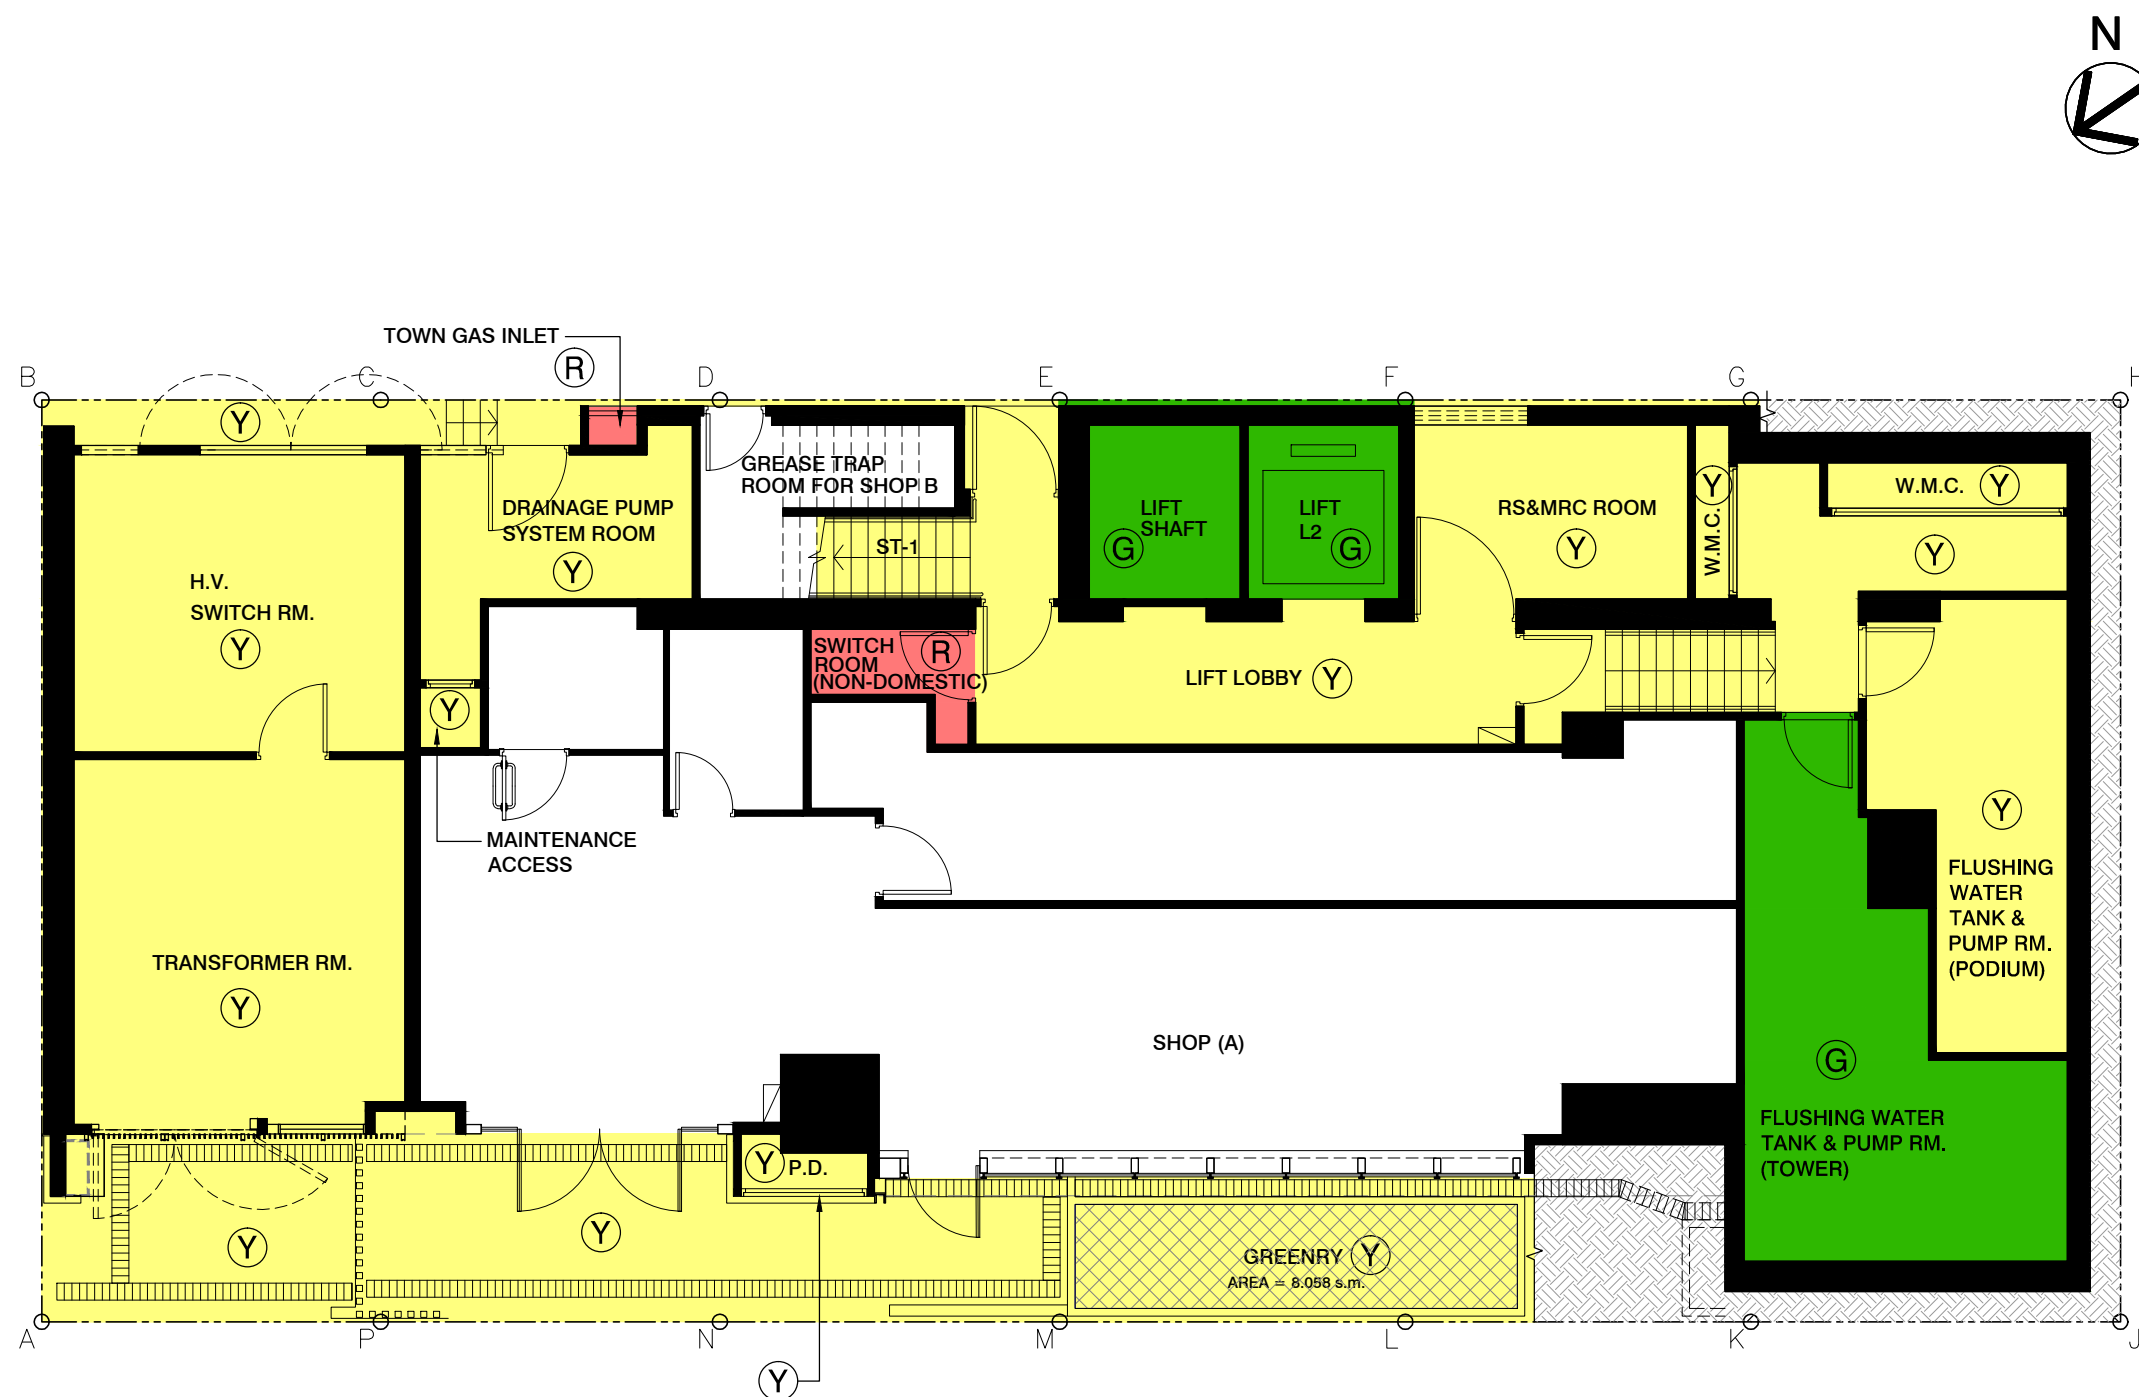 N
TOWN GAS INLET
R
B
C
D
E
F
G
H
Y
GREASE TRAP
ROOM FOR SHOP B
DRAINAGE PUMP
SYSTEM ROOM
Y
ST-1
LIFT
SHAFT
G
LIFT
L2
G
RS&MRC ROOM
Y
Y
W.M.C.
W.M.C.
Y
Y
H.V.
SWITCH RM.
Y
SWITCH
ROOM
(NON-DOMESTIC)
R
LIFT LOBBY
Y
Y
MAINTENANCE
ACCESS
Y
FLUSHING
WATER
TANK &
PUMP RM.
(PODIUM)
TRANSFORMER RM.
Y
SHOP (A)
G
FLUSHING WATER
TANK & PUMP RM.
(TOWER)
Y
P.D.
Y
Y
GREENRY
Y
AREA = 8.058 s.m.
A
P
N
M
L
K
J
Y